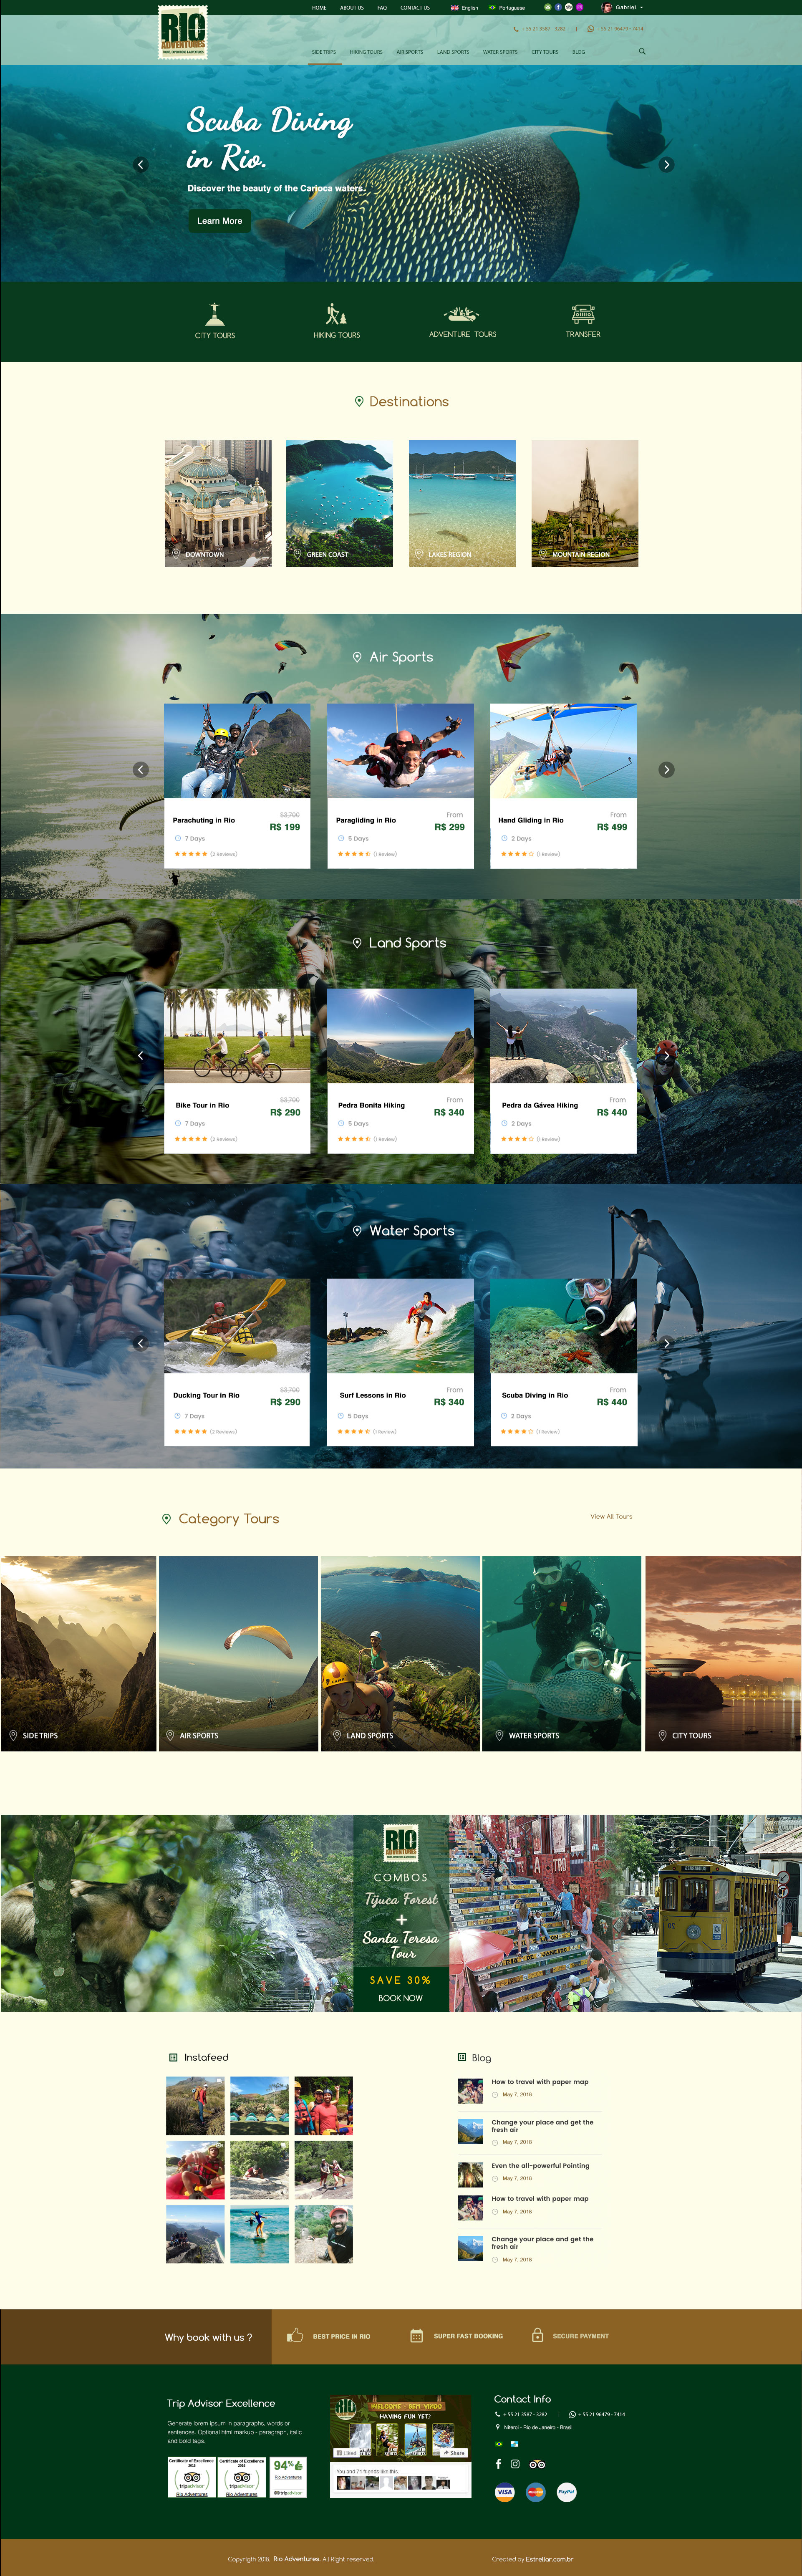 HOME ABOUT US FAQ CONTACT US English Portuguese Gabriel
RIO
ADVENTURES
+ 55 21 3587 - 3282 | + 55 21 96479 - 7414
SIDE TRIPS HIKING TOURS AIR SPORTS LAND SPORTS WATER SPORTS CITY TOURS BLOG
Scuba Diving
in Rio.
Discover the beauty of the Carioca waters.
Learn More
CITY TOURS HIKING TOURS ADVENTURE TOURS TRANSFER
Destinations
DOWNTOWN GREEN COAST LAKES REGION MOUNTAIN REGION
Air Sports
Parachuting in Rio $3,700
R$ 199
7 Days
(2 Reviews)
Paragliding in Rio From
R$ 299
5 Days
(1 Review)
Hand Gliding in Rio From
R$ 499
2 Days
(1 Review)
Land Sports
Bike Tour in Rio $3,700
R$ 290
7 Days
(2 Reviews)
Pedra Bonita Hiking From
R$ 340
5 Days
(1 Review)
Pedra da Gávea Hiking From
R$ 440
2 Days
(1 Review)
Water Sports
Ducking Tour in Rio $3,700
R$ 290
7 Days
(2 Reviews)
Surf Lessons in Rio From
R$ 340
5 Days
(1 Review)
Scuba Diving in Rio From
R$ 440
2 Days
(1 Review)
Category Tours View All Tours
SIDE TRIPS AIR SPORTS LAND SPORTS WATER SPORTS CITY TOURS
RIO
ADVENTURES
COMBOS
Tijuca Forest
+
Santa Teresa
Tour
SAVE 30%
BOOK NOW
Instafeed
Blog
How to travel with paper map
May 7, 2016
Change your place and get the
fresh air
May 7, 2016
Even the all-powerful Pointing
May 7, 2016
How to travel with paper map
May 7, 2016
Change your place and get the
fresh air
May 7, 2016
Why book with us ? BEST PRICE IN RIO SUPER FAST BOOKING SECURE PAYMENT
Trip Advisor Excellence
Generate lorem ipsum in paragraphs, words or
sentences. Optional html markup - paragraph, italic
and bold tags.
Certificate of Excellence
tripadvisor
Rio Adventures
Certificate of Excellence
tripadvisor
Rio Adventures
94%
Rio Adventures
tripadvisor
RIO
WELCOME - BEM VINDO
HAVING FUN YET?
Liked Share
You and 71 friends like this.
Contact Info
+ 55 21 3587 - 3282 | + 55 21 96479 - 7414
Niteroi - Rio de Janeiro - Brasil
VISA MasterCard PayPal
Copyrigth 2018. Rio Adventures. All Right reserved. Created by Estrellar.com.br